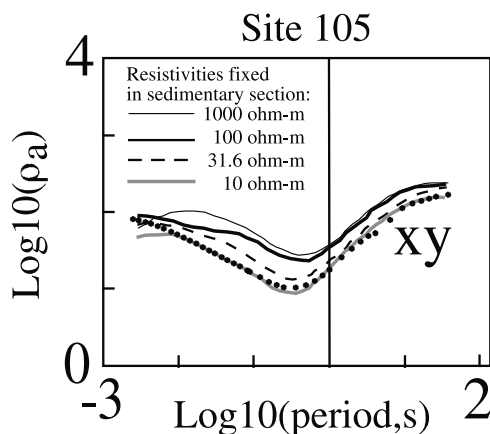 Site 105
4
Resistivities fixed
in sedimentary section:
1000 ohm-m
100 ohm-m
31.6 ohm-m
10 ohm-m
Log10(ρa)
xy
0
-3
Log10(period,s)
2